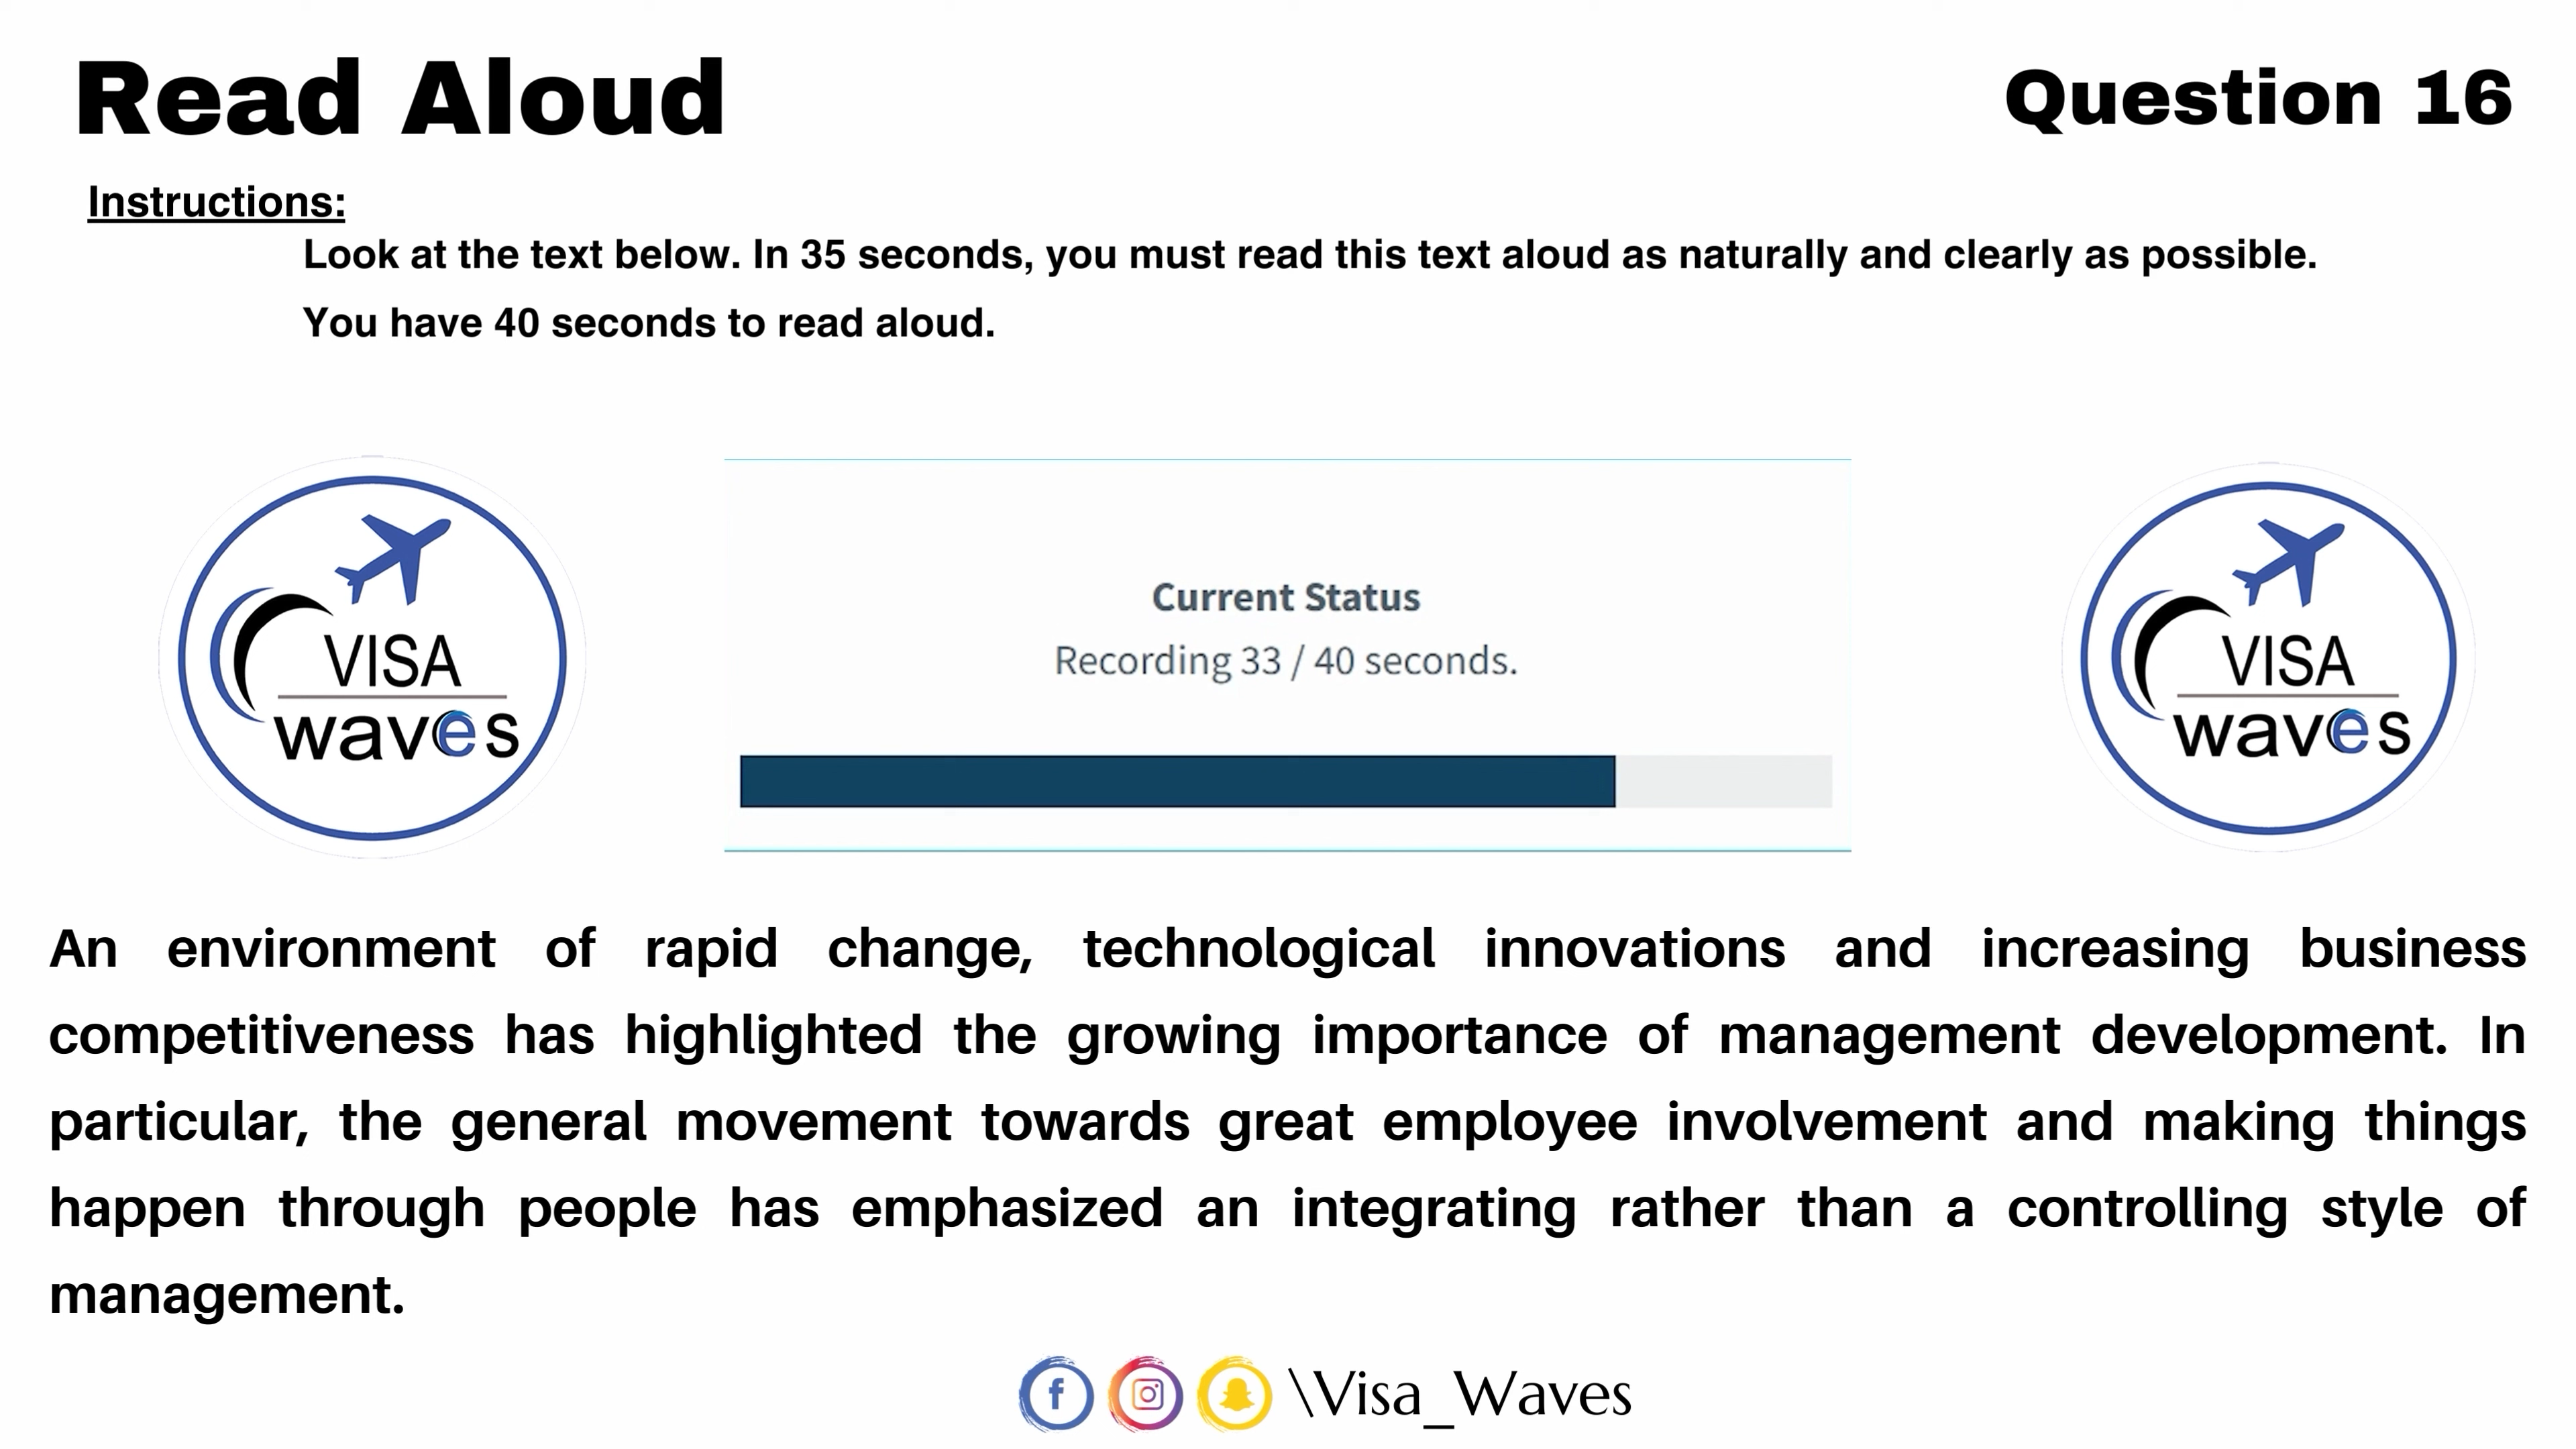 Read Aloud
Question 16
Instructions:
Look at the text below. In 35 seconds, you must read this text aloud as naturally and clearly as possible.
You have 40 seconds to read aloud.
VISA
waves
Current Status
Recording 33 / 40 seconds.
VISA
waves
An environment of rapid change, technological innovations and increasing business
competitiveness has highlighted the growing importance of management development. In
particular, the general movement towards great employee involvement and making things
happen through people has emphasized an integrating rather than a controlling style of
management.
\Visa_Waves